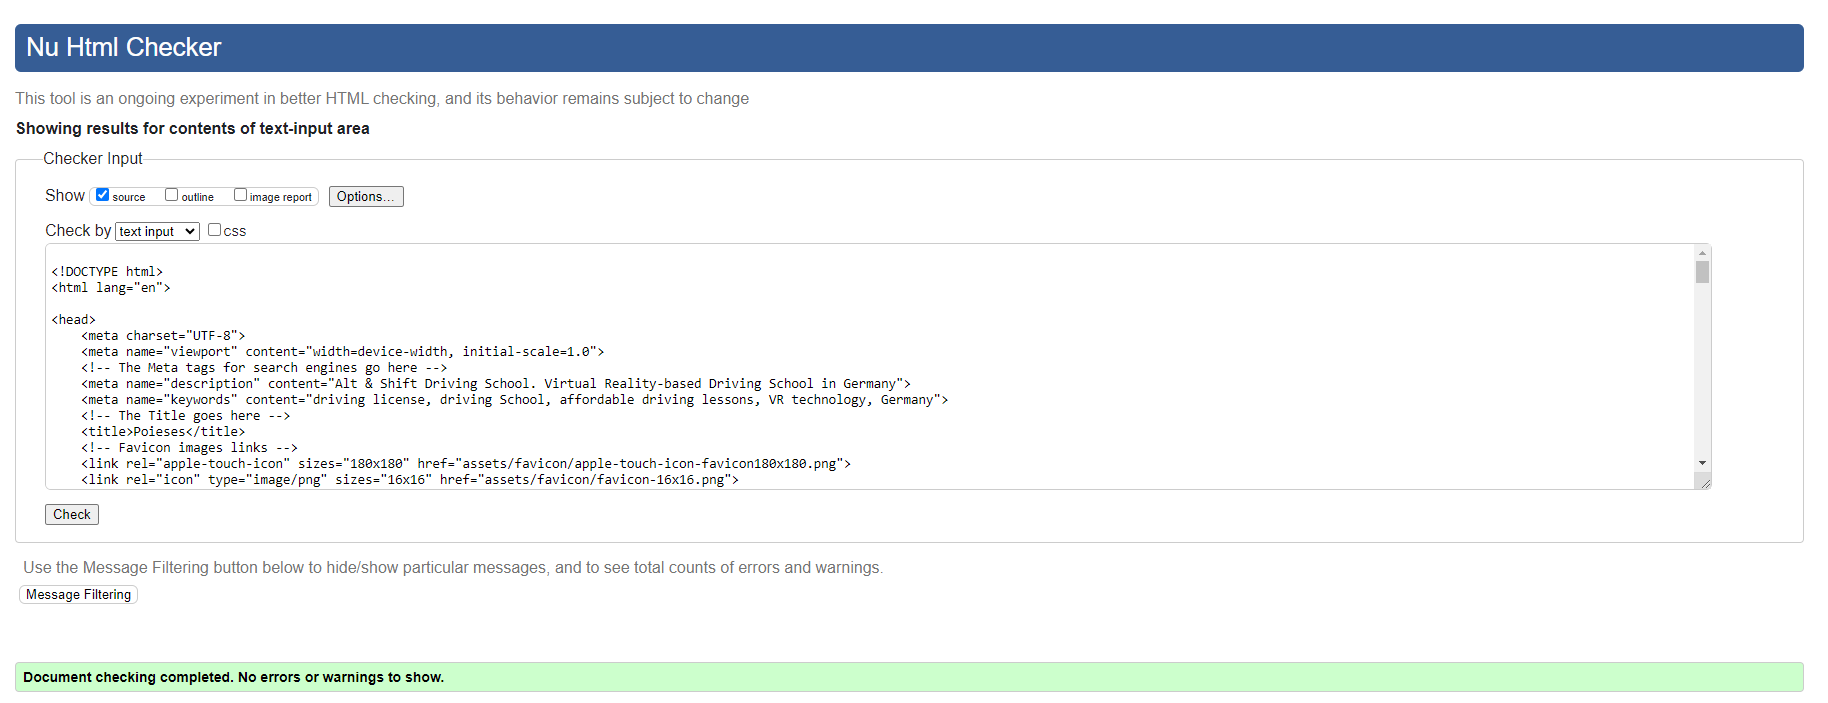 Nu Html Checker
This tool is an ongoing experiment in better HTML checking, and its behavior remains subject to change
Showing results for contents of text-input area
Checker Input
Show source outline image report Options...
Check by text input css
<!DOCTYPE html>
<html lang="en">
<head>
<meta charset="UTF-8">
<meta name="viewport" content="width=device-width, initial-scale=1.0">
<!-- The Meta tags for search engines go here -->
<meta name="description" content="Alt & Shift Driving School. Virtual Reality-based Driving School in Germany">
<meta name="keywords" content="driving license, driving School, affordable driving lessons, VR technology, Germany">
<!-- The Title goes here -->
<title>Poieses</title>
<!-- Favicon images links -->
<link rel="apple-touch-icon" sizes="180x180" href="assets/favicon/apple-touch-icon-favicon180x180.png">
<link rel="icon" type="image/png" sizes="16x16" href="assets/favicon/favicon-16x16.png">
Check
Use the Message Filtering button below to hide/show particular messages, and to see total counts of errors and warnings.
Message Filtering
Document checking completed. No errors or warnings to show.